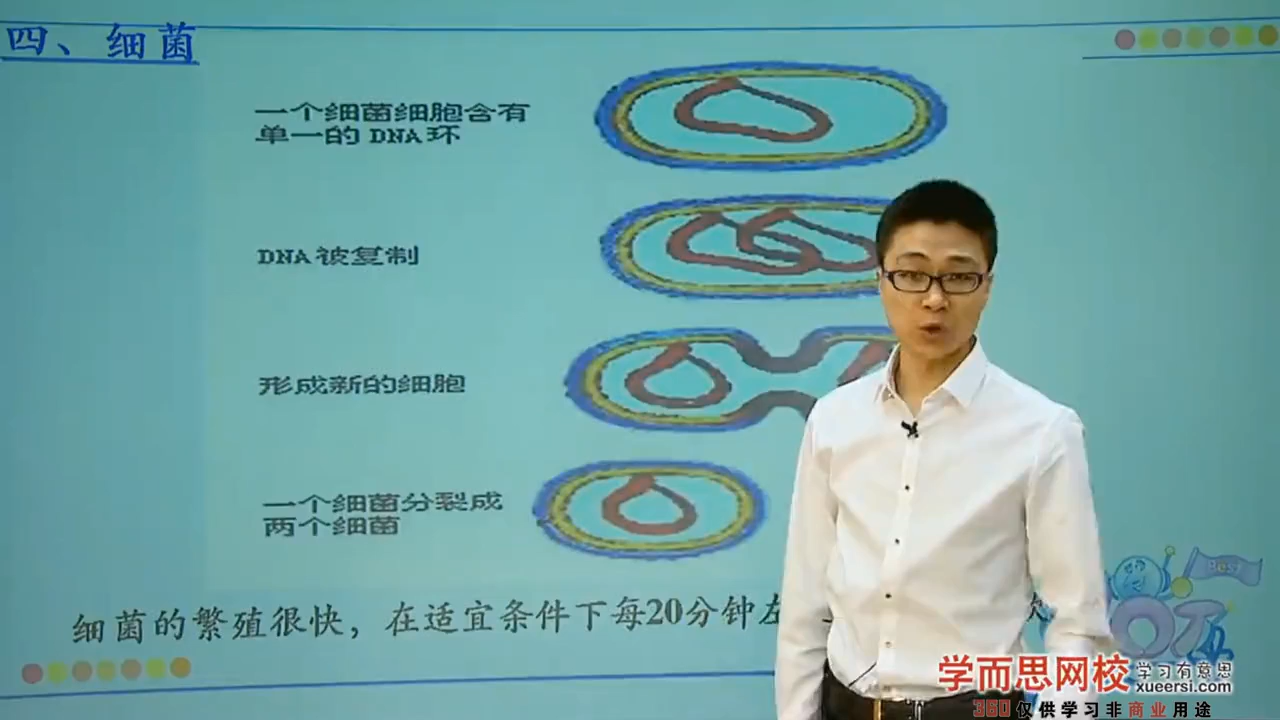 四、细菌
一个细菌细胞含有
单一的DNA环
DNA被复制
形成新的细胞
一个细菌分裂成
两个细菌
细菌的繁殖很快，在适宜条件下每20分钟左
Best
学而思网校 学习有意思
xueersi.com
360仅供学习非商业用途